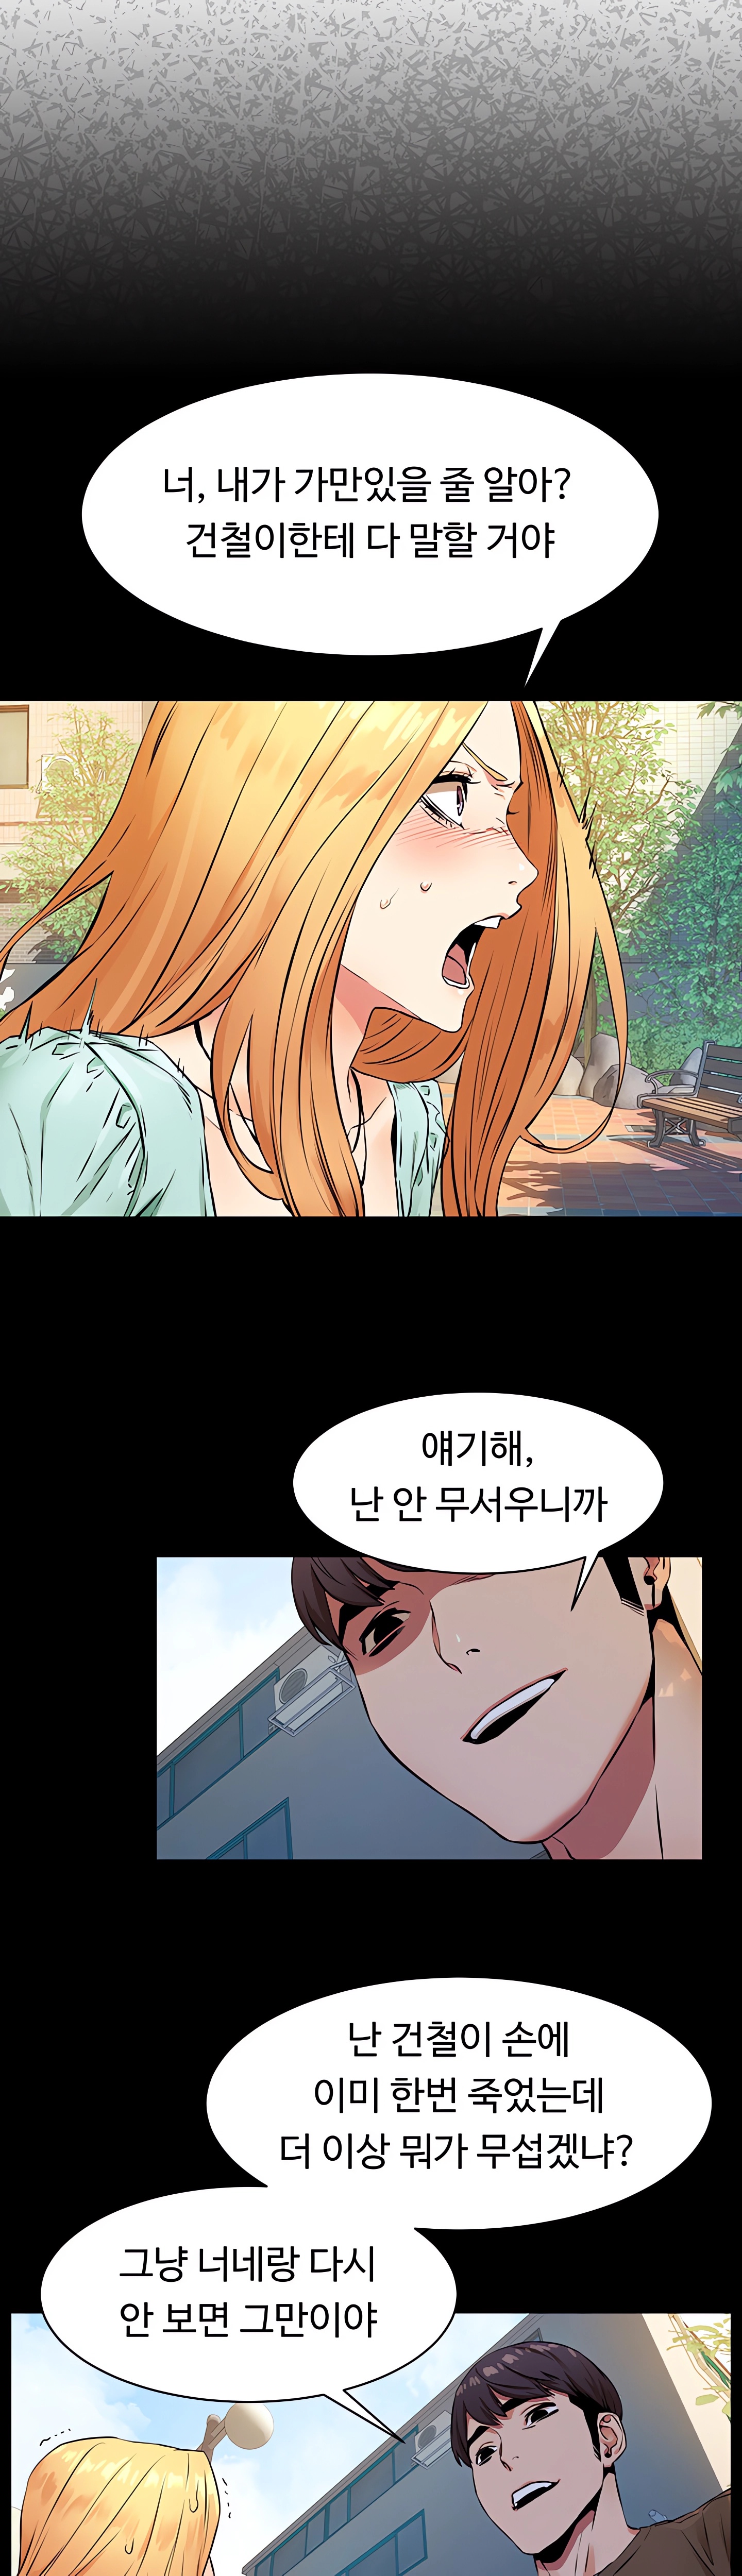 너, 내가 가만있을 줄 알아?
건철이한테 다 말할 거야
얘기해,
난 안 무서우니까
난 건철이 손에
이미 한번 죽었는데
더 이상 뭐가 무섭겠냐?
그냥 너네랑 다시
안 보면 그만이야